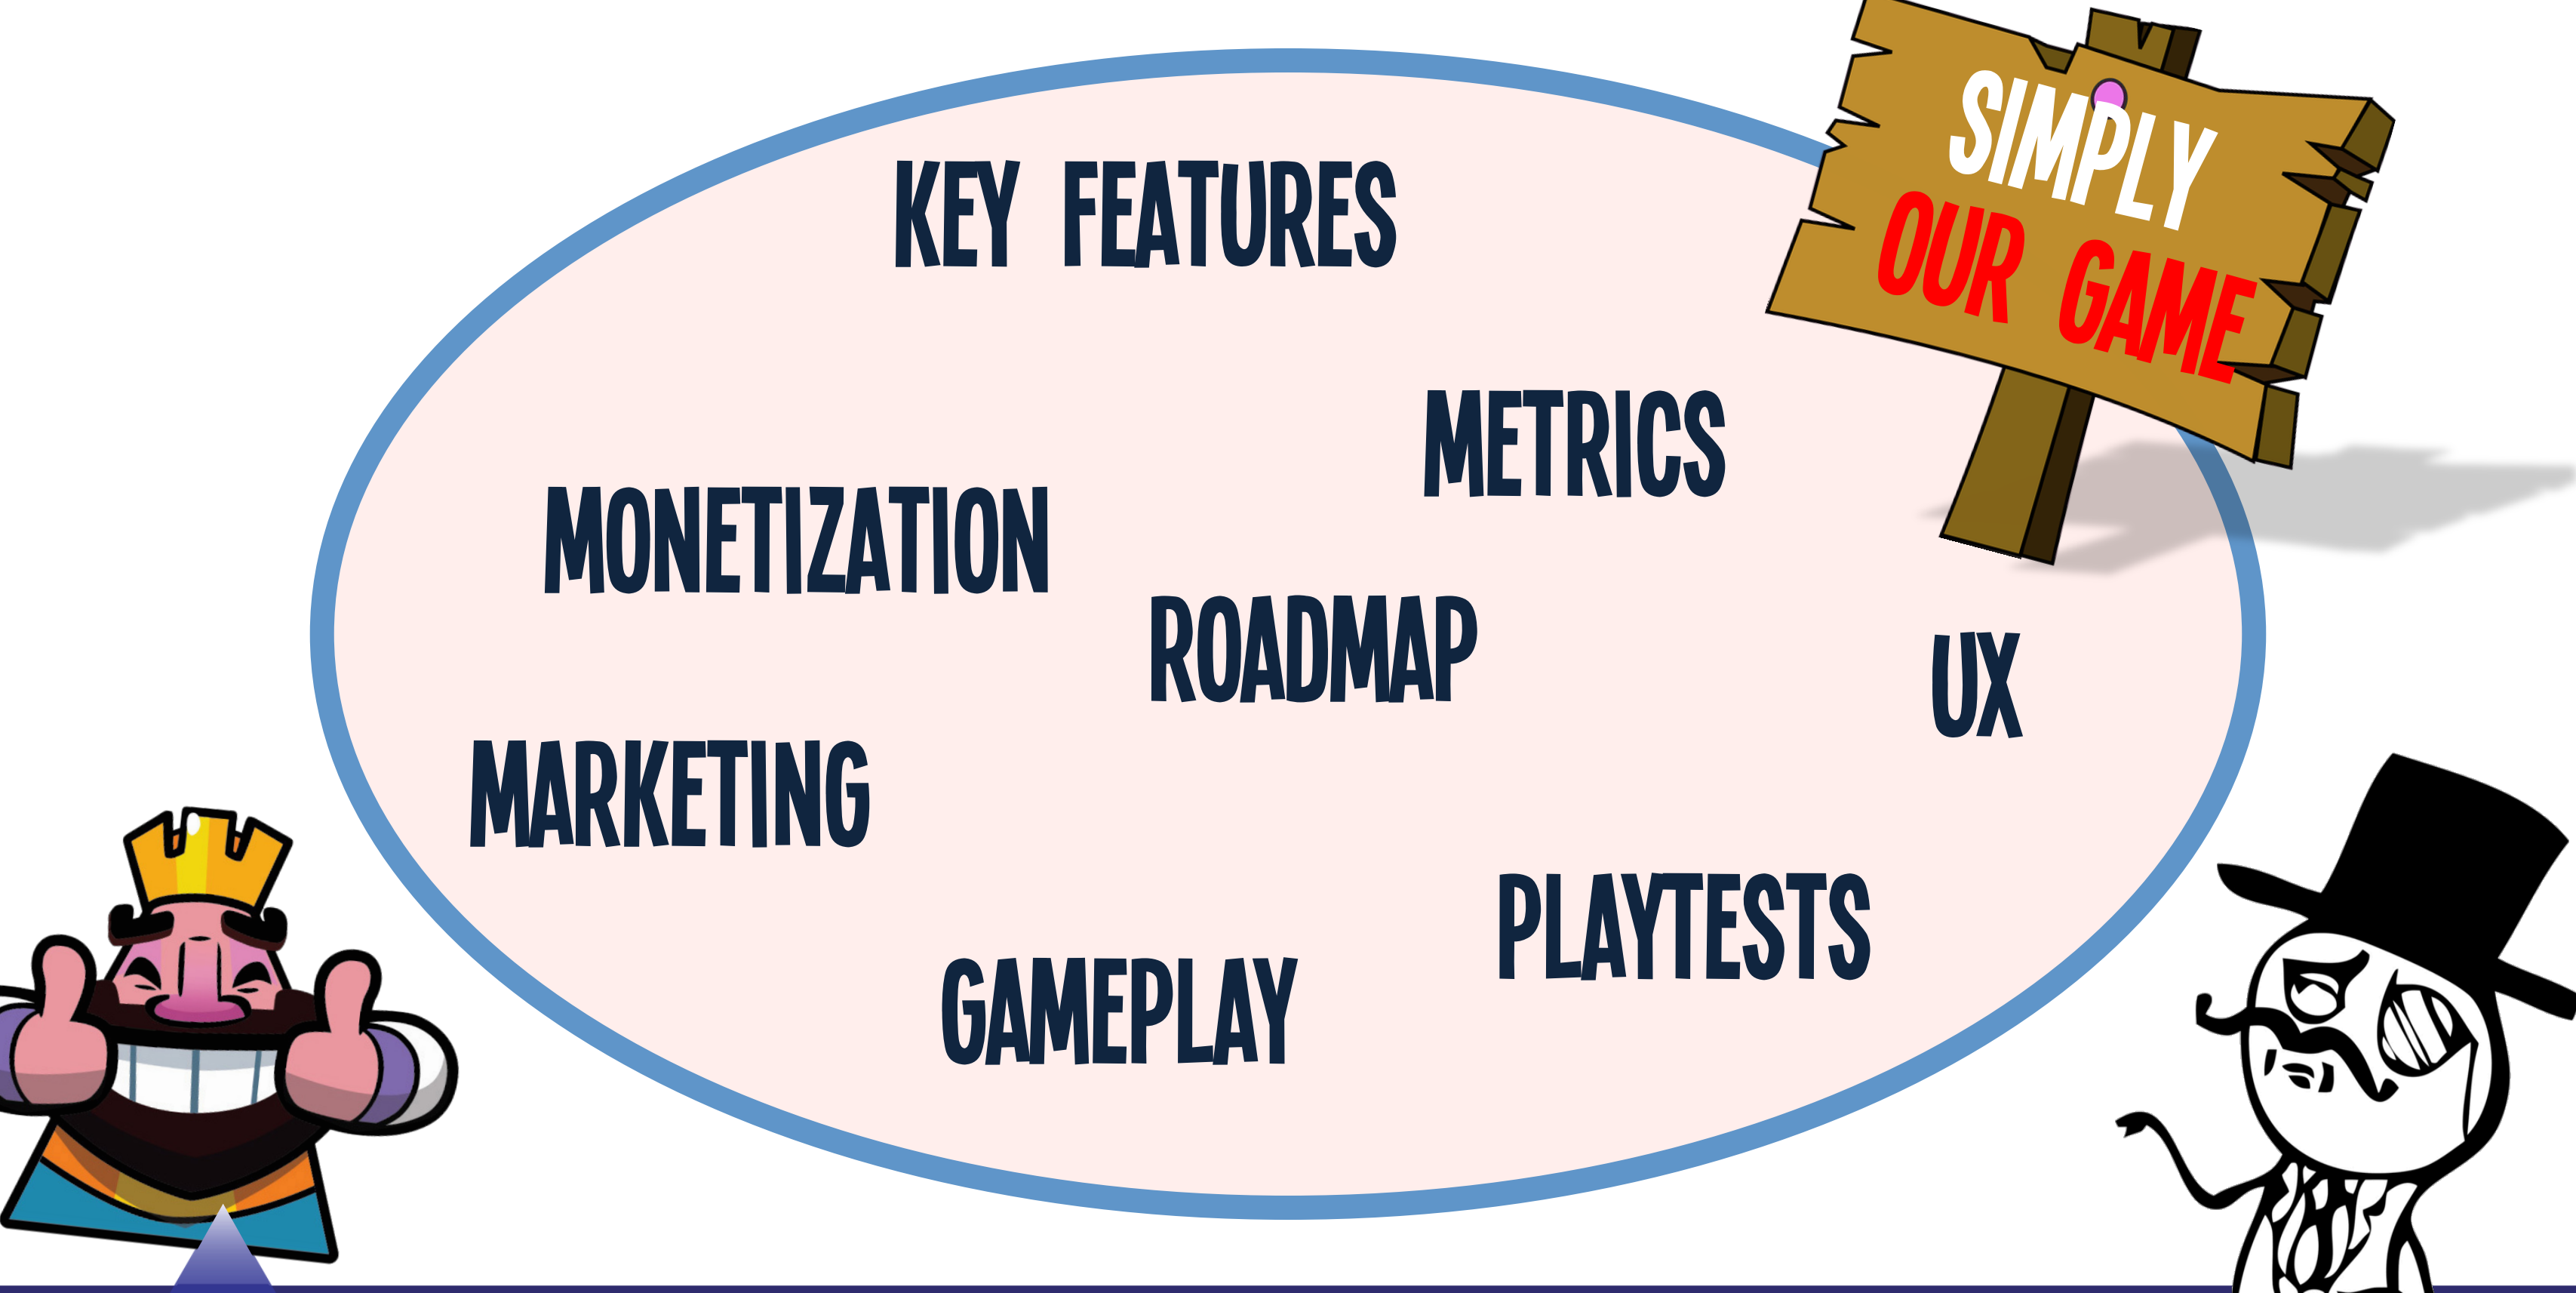 SIMPLY
OUR GAME
KEY FEATURES
METRICS
MONETIZATION
ROADMAP
UX
MARKETING
PLAYTESTS
GAMEPLAY